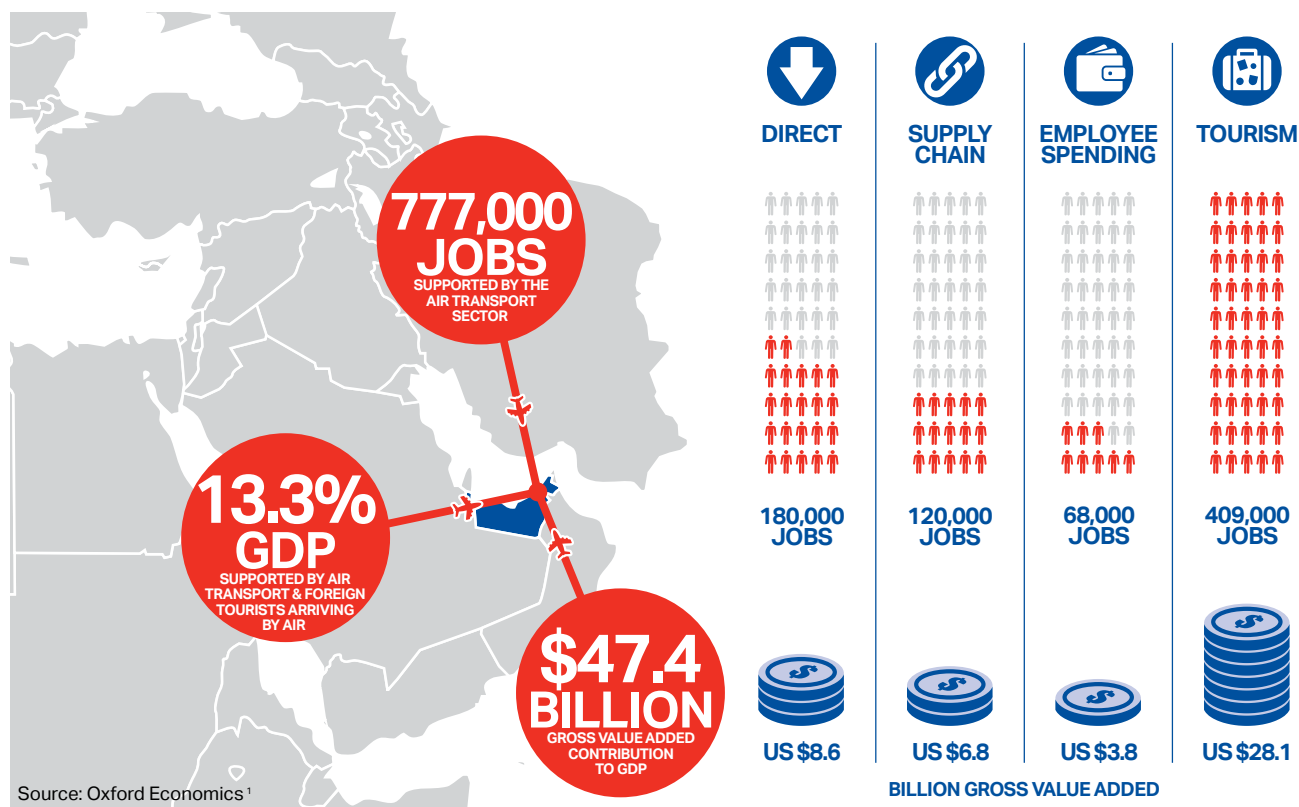 777,000
JOBS
SUPPORTED BY THE
AIR TRANSPORT
SECTOR
13.3%
GDP
SUPPORTED BY AIR
TRANSPORT & FOREIGN
TOURISTS ARRIVING
BY AIR
$47.4
BILLION
GROSS VALUE ADDED
CONTRIBUTION
TO GDP
Source: Oxford Economics¹
DIRECT
180,000
JOBS
US $8.6
SUPPLY
CHAIN
120,000
JOBS
US $6.8
EMPLOYEE
SPENDING
68,000
JOBS
US $3.8
TOURISM
409,000
JOBS
US $28.1
BILLION GROSS VALUE ADDED